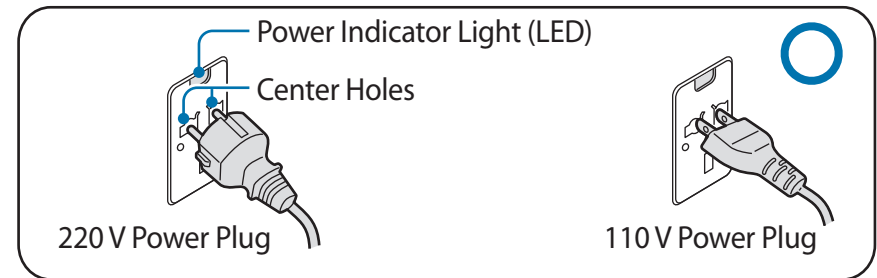 Power Indicator Light (LED)
Center Holes
220 V Power Plug
110 V Power Plug